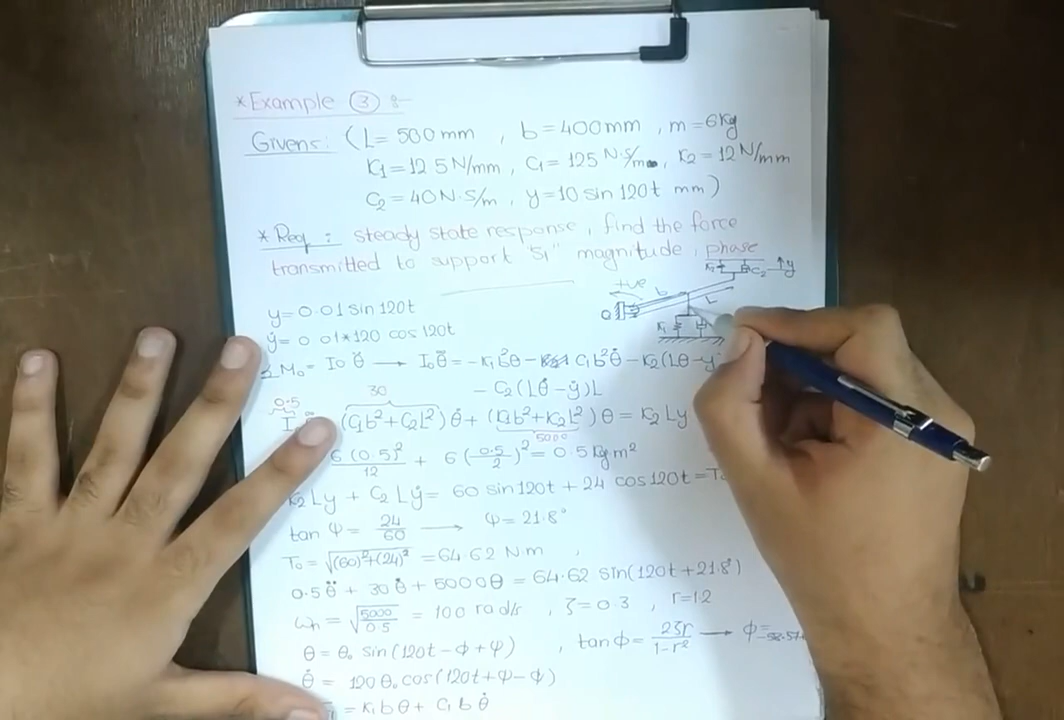 * Example ③ :-
Givens: (L= 500 mm , b = 400 mm , m = 6 kg
K1 = 12.5 N/mm , C1 = 125 N.S/m , K2 = 12 N/mm
C2 = 40 N.S/m , y = 10 sin 120t mm)
* Req : steady state response , find the force
transmitted to support "S1" magnitude , phase
K2 C2 ↑y
+ve b L
O
K1
y = 0.01 sin 120t
ẏ = 0.01*120 cos 120t
ΣMo = Io θ̈ → Io θ̈ = -K1 b²θ - C1 b² θ̇ - K2 (Lθ - y)
- C2 (Lθ̇ - ẏ) L
0.5 30
(C1 b² + C2 L²) θ̇ + (K1 b² + K2 L²) θ = K2 L y
5000
6 (0.5)²/12 + 6 (0.5/2)² = 0.5 kg m²
K2 L y + C2 L ẏ = 60 sin 120t + 24 cos 120t =
tan ψ = 24/60 → ψ = 21.8°
To = √((60)² + (24)²) = 64.62 N.m
0.5 θ̈ + 30 θ̇ + 5000 θ = 64.62 sin (120t + 21.8°)
ωn = √(5000/0.5) = 100 rad/s , ζ = 0.3 , r = 1.2
θ = θo sin (120t - φ + ψ) , tan φ = 2ζr/1-r² → φ =
θ̇ = 120 θo cos (120t + ψ - φ)
= K1 b θ + C1 b θ̇